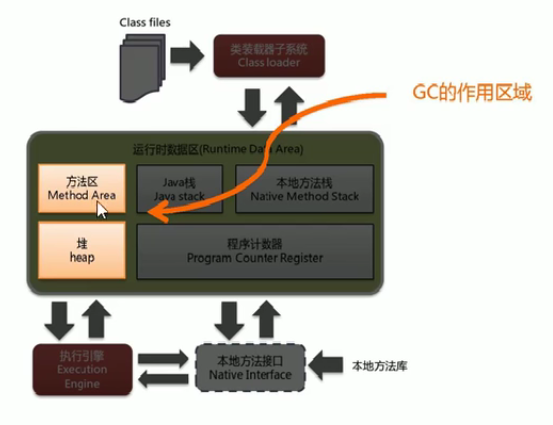 Class files
类装载器子系统
Class loader
GC的作用区域
运行时数据区(Runtime Data Area)
方法区
Method Area
Java栈
Java stack
本地方法栈
Native Method Stack
堆
heap
程序计数器
Program Counter Register
执行引擎
Execution
Engine
本地方法接口
Native Interface
本地方法库